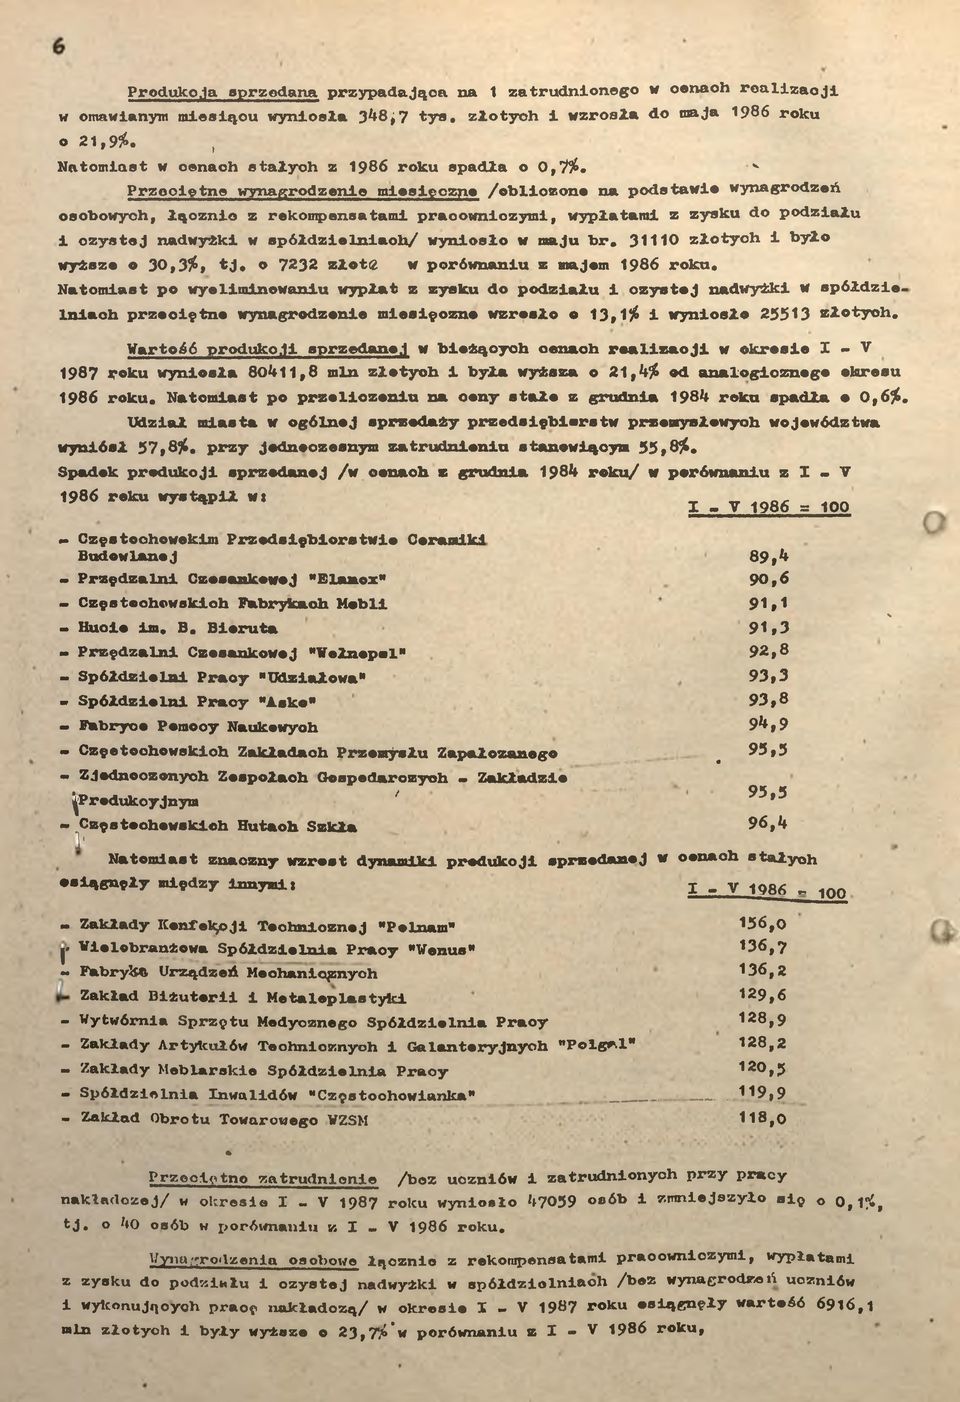 6
Produkcja sprzedana przypadająca na 1 zatrudnionego w cenach realizacji
w omawianym miesiącu wyniosła 348,7 tys. złotych i wzrosła do maja 1986 roku
o 21,9%.
Natomiast w cenach stałych z 1986 roku spadła o 0,7%.
Przeciętne wynagrodzenie miesięczne /obliczone na podstawie wynagrodzeń
osobowych, łącznie z rekompensatami pracowniczymi, wypłatami z zysku do podziału
i czystej nadwyżki w spółdzielniach/ wyniosło w maju br. 31110 złotych i było
wyższe o 30,3%, tj. o 7232 złote w porównaniu z majem 1986 roku.
Natomiast po wyeliminowaniu wypłat z zysku do podziału i czystej nadwyżki w spółdzie-
lniach przeciętne wynagrodzenie miesięczne wzrosło o 13,1% i wyniosło 25513 złotych.
Wartość produkcji sprzedanej w bieżących cenach realizacji w okresie I - V
1987 roku wyniosła 80411,8 mln złotych i była wyższa o 21,4% od analogicznego okresu
1986 roku. Natomiast po przeliczeniu na ceny stałe z grudnia 1984 roku spadła o 0,6%.
Udział miasta w ogólnej sprzedaży przedsiębiorstw przemysłowych województwa
wyniósł 57,8%. przy jednoczesnym zatrudnieniu stanowiącym 55,8%.
Spadek produkcji sprzedanej /w cenach z grudnia 1984 roku/ w porównaniu z I - V
1986 roku wystąpił w:
I - V 1986 = 100
- Częstochowskim Przedsiębiorstwie Ceramiki
Budowlanej 89,4
- Przędzalni Czesankowej "Elanex" 90,6
- Częstochowskich Fabrykach Mebli 91,1
- Hucie im. B. Bieruta 91,3
- Przędzalni Czesankowej "Wełnopol" 92,8
- Spółdzielni Pracy "Udziałowa" 93,3
- Spółdzielni Pracy "Asko" 93,8
- Fabryce Pomocy Naukowych 94,9
- Częstochowskich Zakładach Przemysłu Zapałczanego 95,5
- Zjednoczonych Zespołach Gospodarczych - Zakładzie
Produkcyjnym 95,5
- Częstochowskich Hutach Szkła 96,4
Natomiast znaczny wzrost dynamiki produkcji sprzedanej w cenach stałych
osiągnęły między innymi:
I - V 1986 = 100
- Zakłady Konfekcji Technicznej "Polnam" 156,0
- Wielobranżowa Spółdzielnia Pracy "Wenus" 136,7
- Fabryka Urządzeń Mechanicznych 136,2
- Zakład Biżuterii i Metaloplastyki 129,6
- Wytwórnia Sprzętu Medycznego Spółdzielnia Pracy 128,9
- Zakłady Artykułów Technicznych i Galanteryjnych "Polgal" 128,2
- Zakłady Meblarskie Spółdzielnia Pracy 120,5
- Spółdzielnia Inwalidów "Częstochowianka" 119,9
- Zakład Obrotu Towarowego WZSM 118,0
Przeciętne zatrudnienie /bez uczniów i zatrudnionych przy pracy
nakładczej/ w okresie I - V 1987 roku wyniosło 47059 osób i zmniejszyło się o 0,1%,
tj. o 40 osób w porównaniu z I - V 1986 roku.
Wynagrodzenia osobowe łącznie z rekompensatami pracowniczymi, wypłatami
z zysku do podziału i czystej nadwyżki w spółdzielniach /bez wynagrodzeń uczniów
i wykonujących pracę nakładczą/ w okresie I - V 1987 roku osiągnęły wartość 6916,1
mln złotych i były wyższe o 23,7% w porównaniu z I - V 1986 roku,